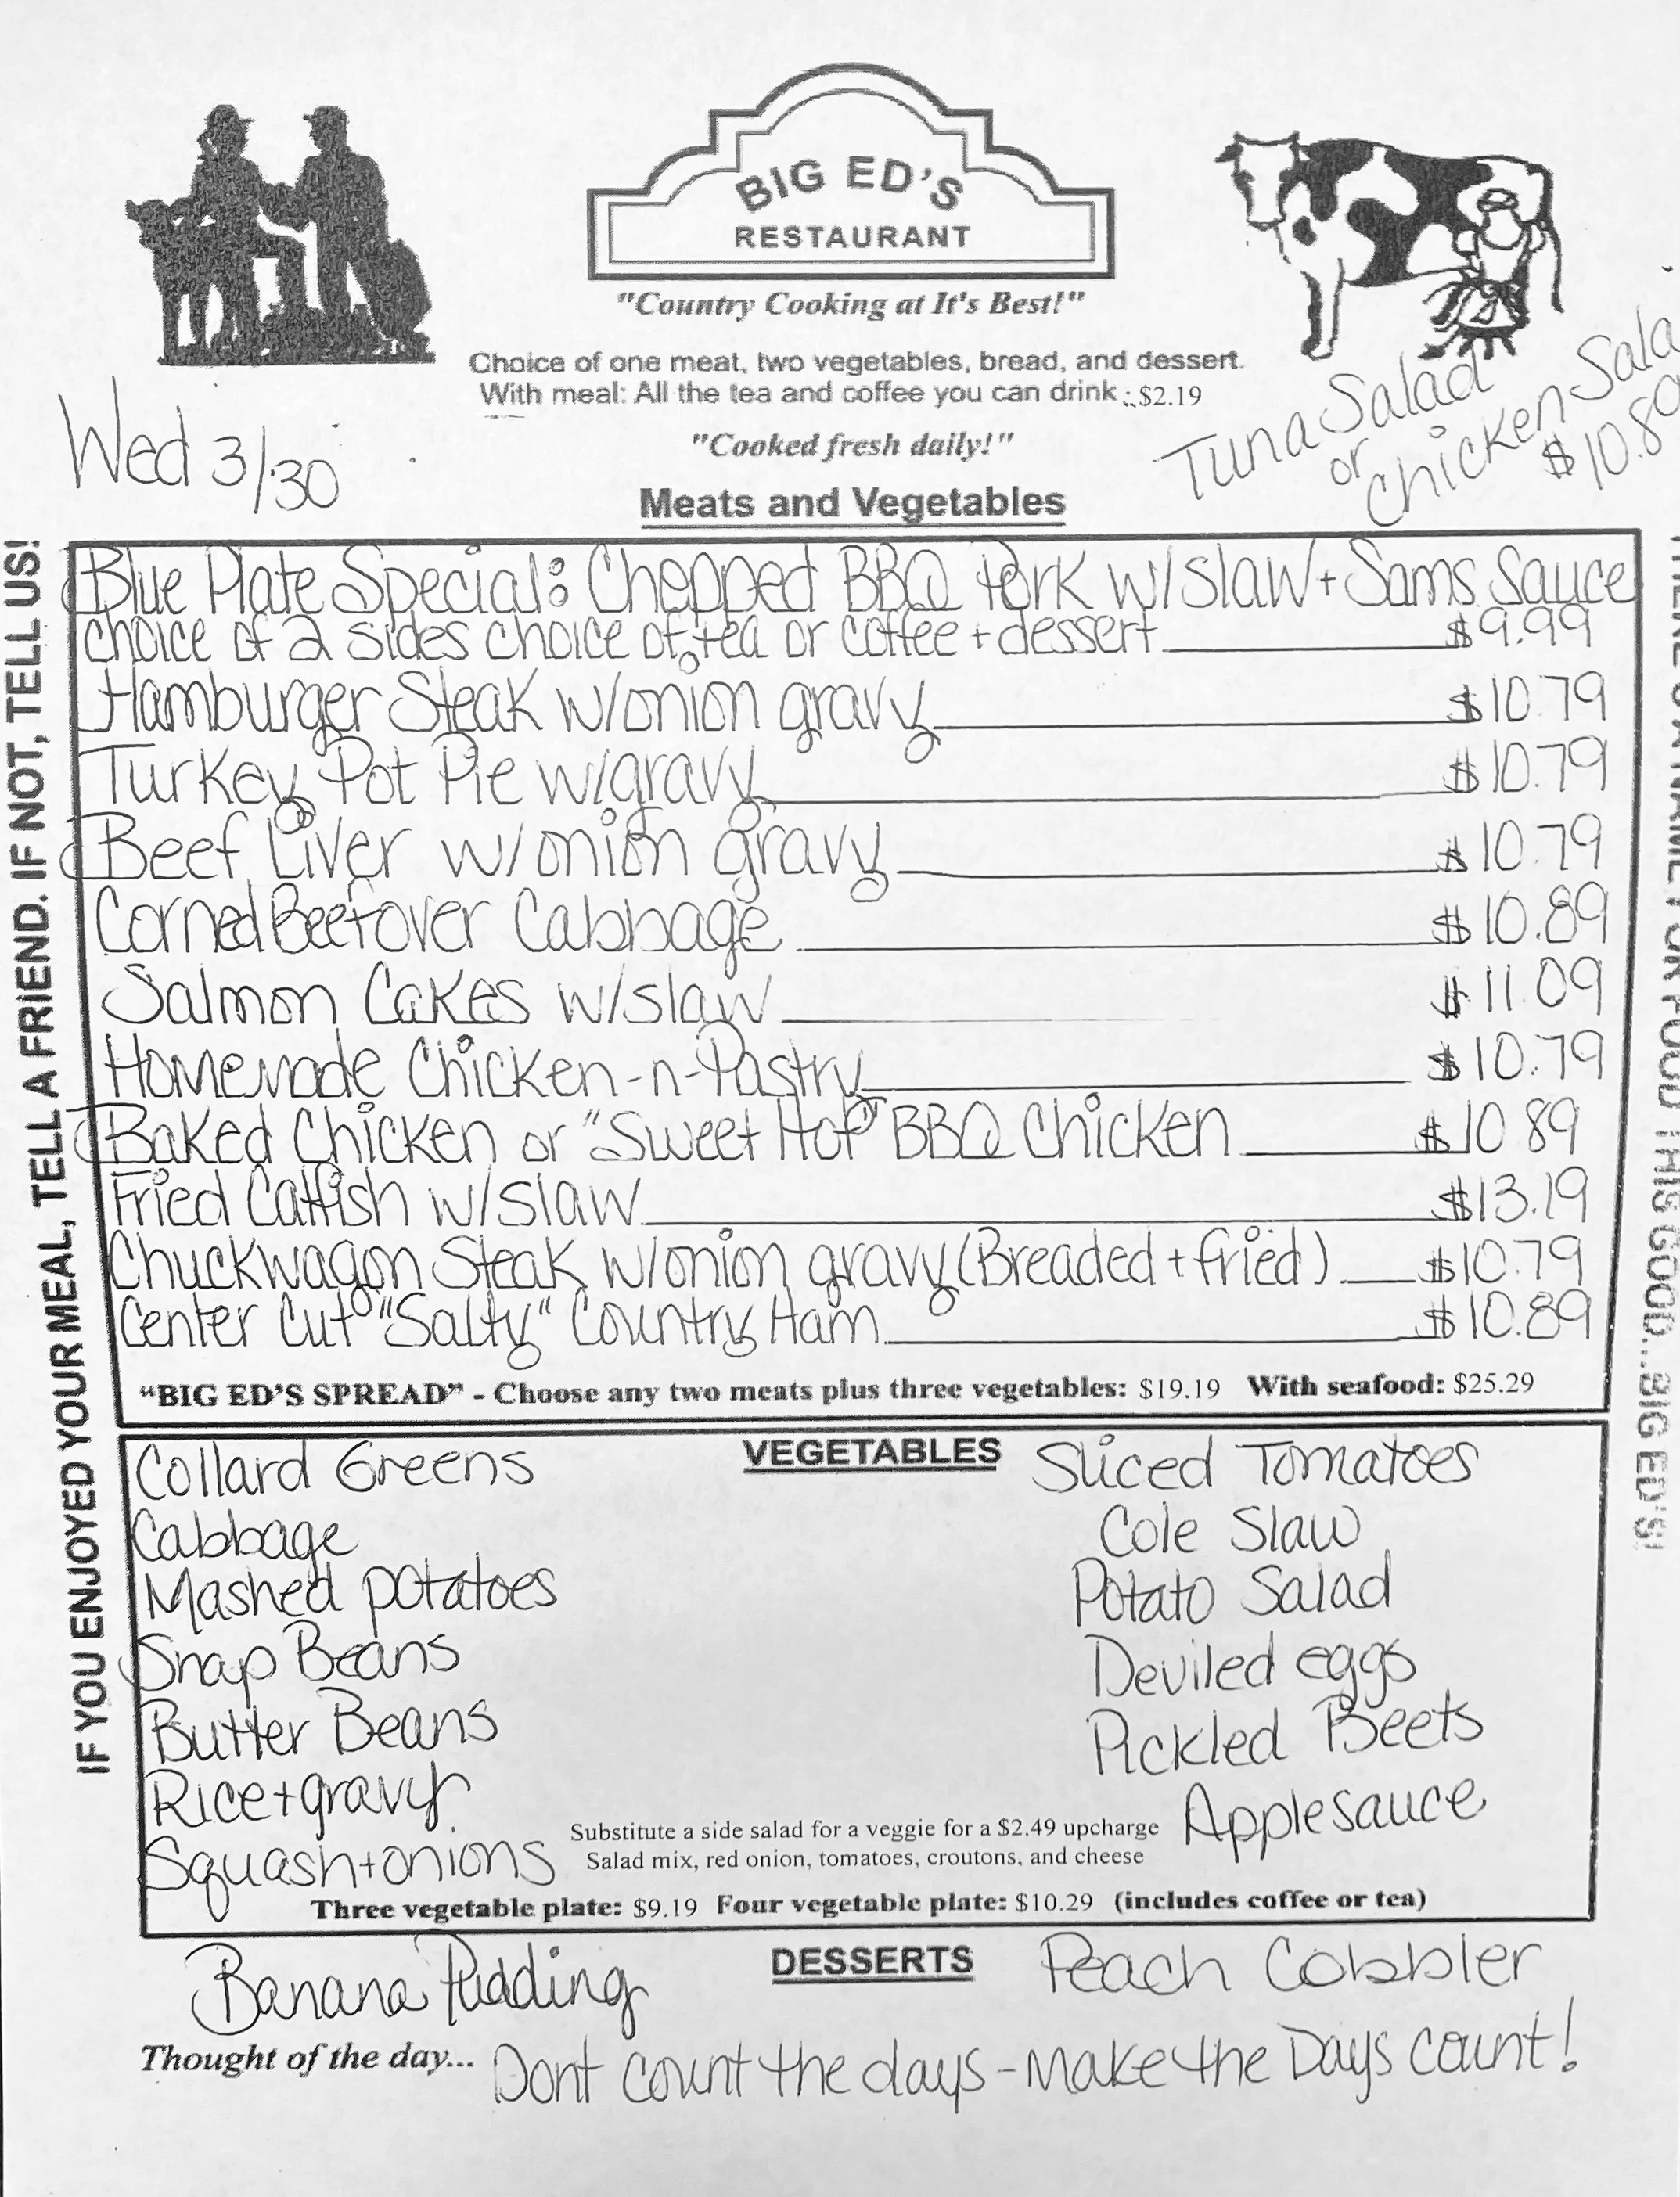 BIG ED'S
RESTAURANT
"Country Cooking at It's Best!"
Choice of one meat, two vegetables, bread, and dessert.
With meal: All the tea and coffee you can drink : $2.19
"Cooked fresh daily!"
Wed 3/30
Tuna Salad
or
Chicken Sala
$10.89
Meats and Vegetables
IF YOU ENJOYED YOUR MEAL, TELL A FRIEND. IF NOT, TELL US!
Blue Plate Special: Chopped BBQ Pork w/slaw + Sams Sauce
choice of 2 sides choice of tea or coffee + dessert $9.99
Hamburger Steak w/onion gravy $10.79
Turkey Pot Pie w/gravy $10.79
Beef Liver w/onion gravy $10.79
Corned Beef over Cabbage $10.89
Salmon Cakes w/slaw $11.09
Homemade Chicken-n-Pastry $10.79
Baked Chicken or "Sweet Hot" BBQ Chicken $10.89
Fried Catfish w/slaw $13.19
Chuckwagon Steak w/onion gravy (Breaded + fried) $10.79
Center Cut "Salty" Country Ham $10.89
"BIG ED'S SPREAD" - Choose any two meats plus three vegetables: $19.19 With seafood: $25.29
THIS GOOD...BIG ED'S!
VEGETABLES
Collard Greens
Cabbage
Mashed potatoes
Snap Beans
Butter Beans
Rice + gravy
Squash + onions
Sliced Tomatoes
Cole Slaw
Potato Salad
Deviled eggs
Pickled Beets
Applesauce
Substitute a side salad for a veggie for a $2.49 upcharge
Salad mix, red onion, tomatoes, croutons, and cheese
Three vegetable plate: $9.19 Four vegetable plate: $10.29 (includes coffee or tea)
DESSERTS
Banana Pudding
Peach Cobbler
Thought of the day... Dont count the days - Make the Days count!